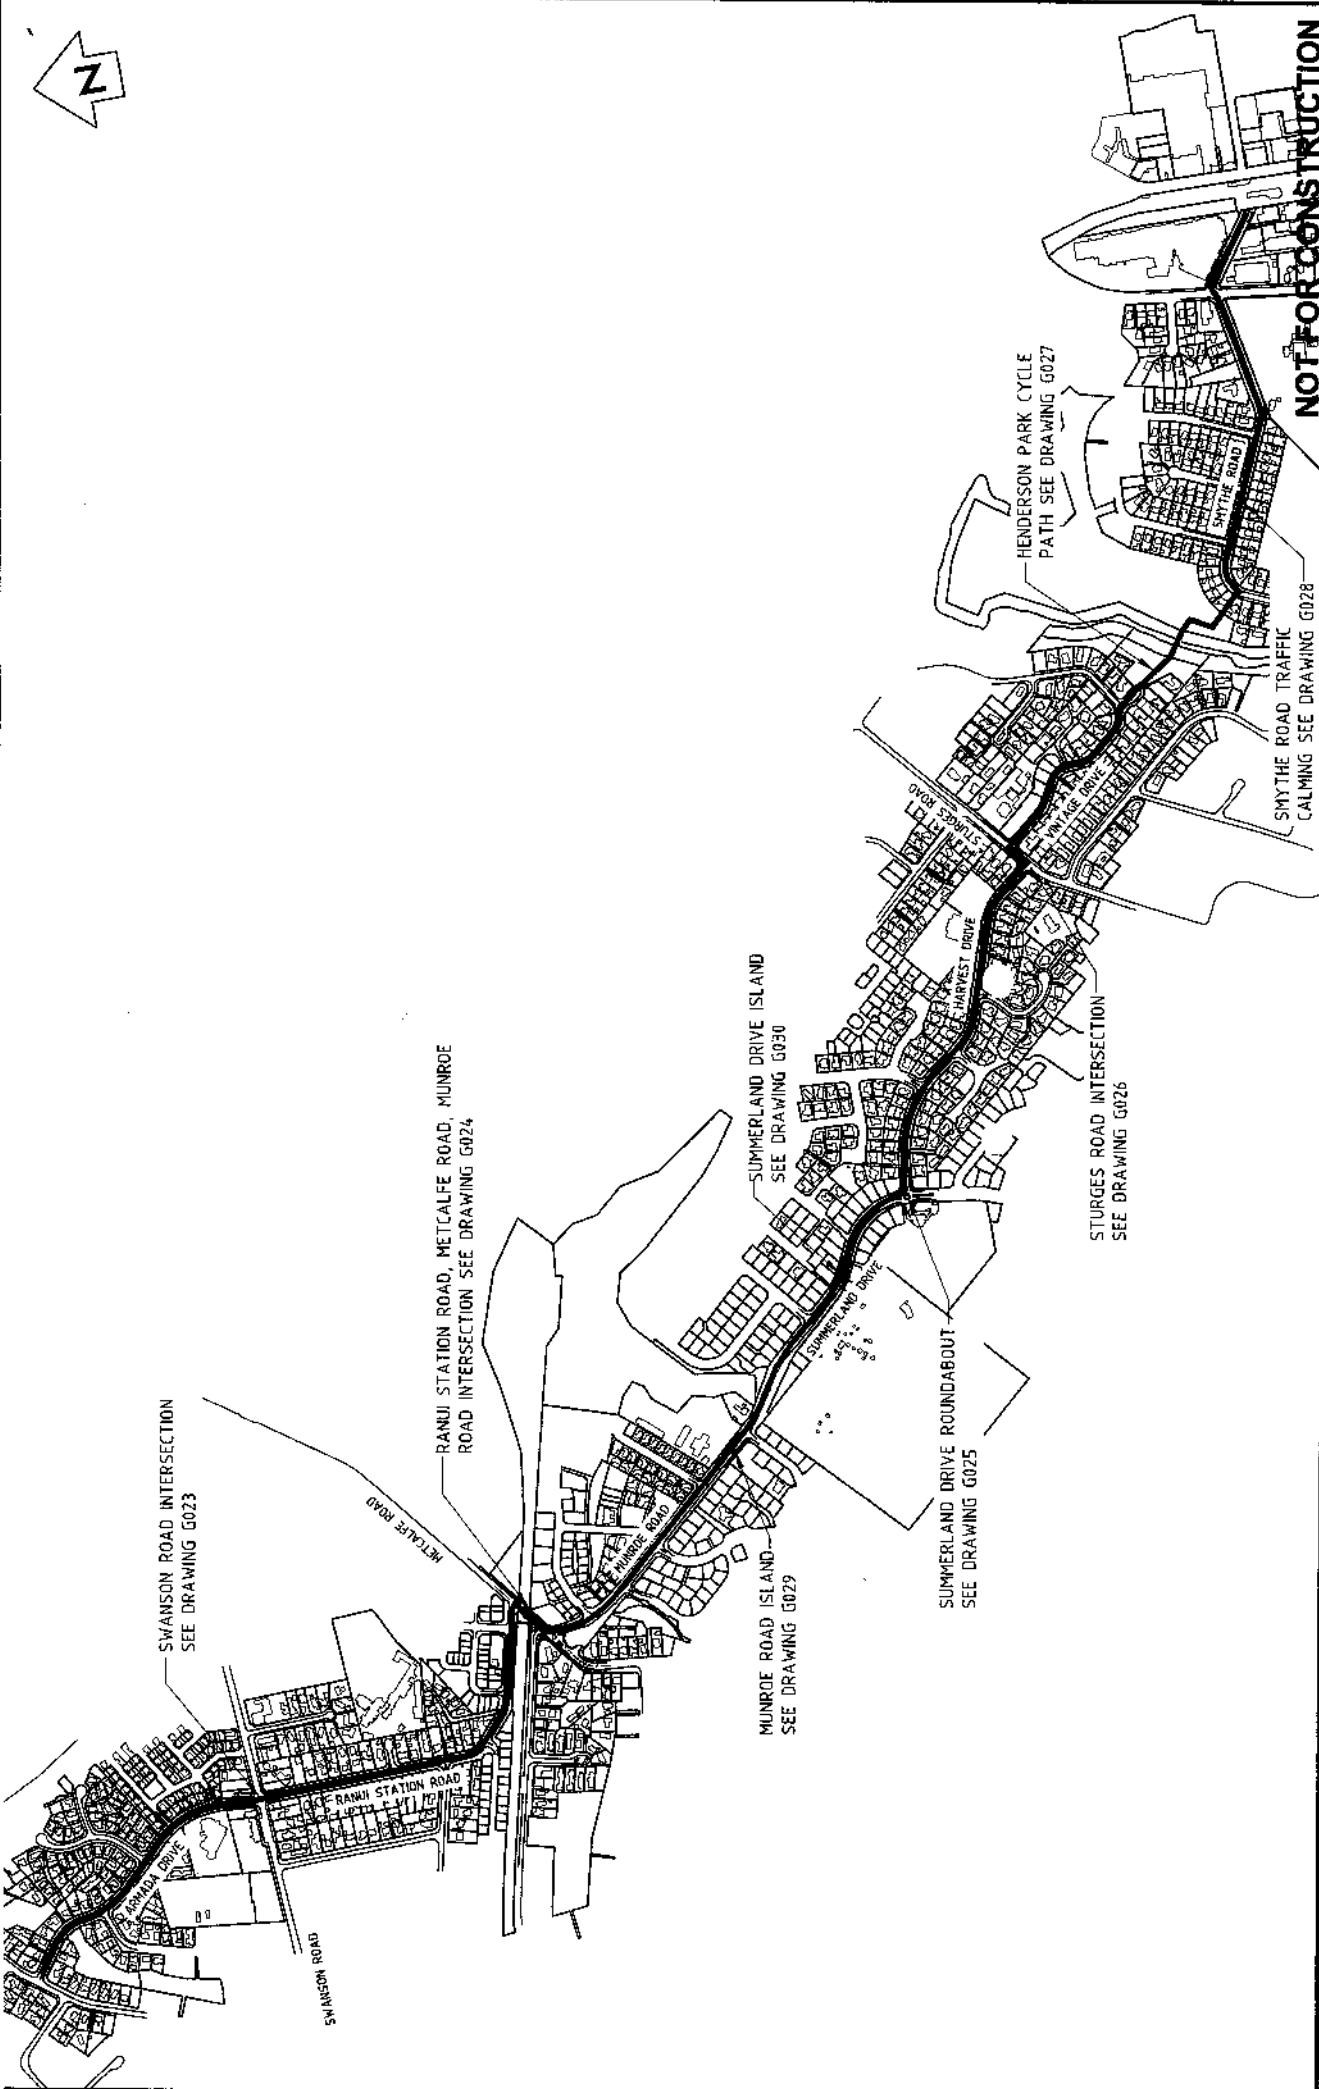 N
SWANSON ROAD INTERSECTION
SEE DRAWING G023
RANUI STATION ROAD, METCALFE ROAD, MUNROE
ROAD INTERSECTION SEE DRAWING G024
SUMMERLAND DRIVE ISLAND
SEE DRAWING G030
HENDERSON PARK CYCLE
PATH SEE DRAWING G027
METCALFE ROAD
ARMADA DRIVE
RANUI STATION ROAD
SWANSON ROAD
MUNROE ROAD
SUMMERLAND DRIVE
HARVEST DRIVE
STURGES ROAD
VINTAGE DRIVE
SMYTHE ROAD
MUNROE ROAD ISLAND
SEE DRAWING G029
SUMMERLAND DRIVE ROUNDABOUT
SEE DRAWING G025
STURGES ROAD INTERSECTION
SEE DRAWING G026
SMYTHE ROAD TRAFFIC
CALMING SEE DRAWING G028
NOT FOR CONSTRUCTION